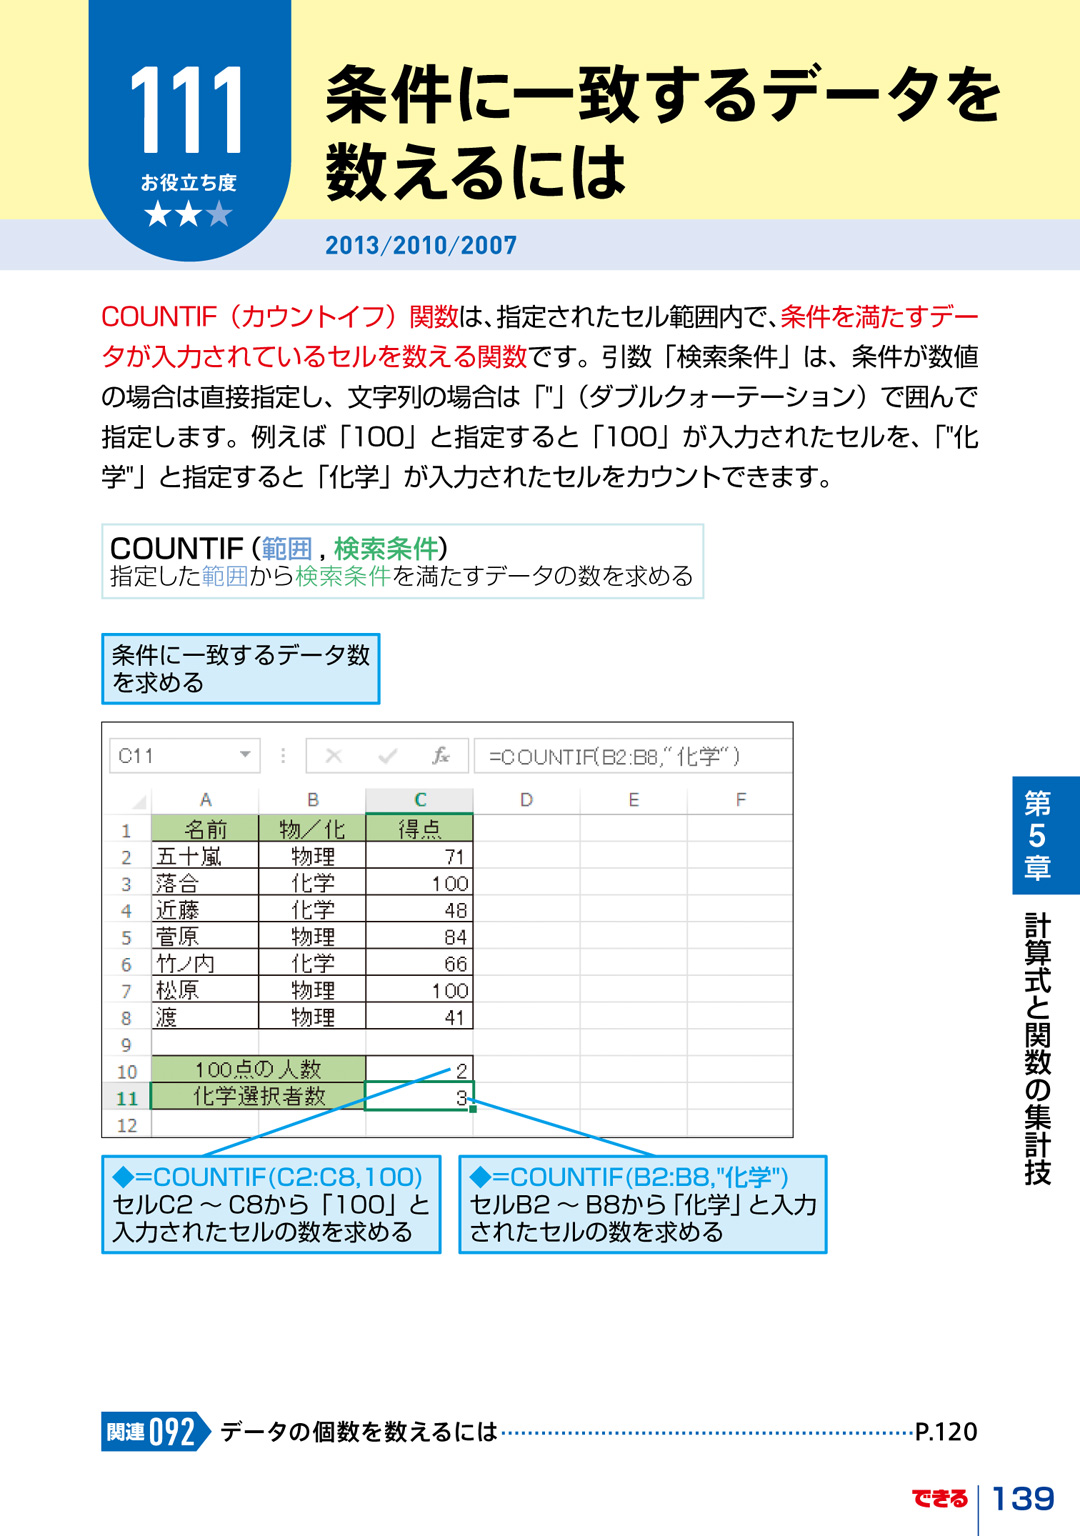 111
お役立ち度
★★★
条件に一致するデータを
数えるには
2013/2010/2007
COUNTIF（カウントイフ）関数は、指定されたセル範囲内で、条件を満たすデー
タが入力されているセルを数える関数です。引数「検索条件」は、条件が数値
の場合は直接指定し、文字列の場合は「"」（ダブルクォーテーション）で囲んで
指定します。例えば「100」と指定すると「100」が入力されたセルを、「"化
学"」と指定すると「化学」が入力されたセルをカウントできます。
COUNTIF（範囲 , 検索条件）
指定した範囲から検索条件を満たすデータの数を求める
条件に一致するデータ数
を求める
C11 fx =COUNTIF(B2:B8,“化学“)
A B C D E F
1 名前 物／化 得点
2 五十嵐 物理 71
3 落合 化学 100
4 近藤 化学 48
5 菅原 物理 84
6 竹ノ内 化学 66
7 松原 物理 100
8 渡 物理 41
9
10 100点の人数 2
11 化学選択者数 3
12
◆=COUNTIF(C2:C8,100)
セルC2 ～ C8から「100」と
入力されたセルの数を求める
◆=COUNTIF(B2:B8,"化学")
セルB2 ～ B8から「化学」と入力
されたセルの数を求める
第5章
計算式と関数の集計技
関連092 データの個数を数えるには……P.120
できる 139